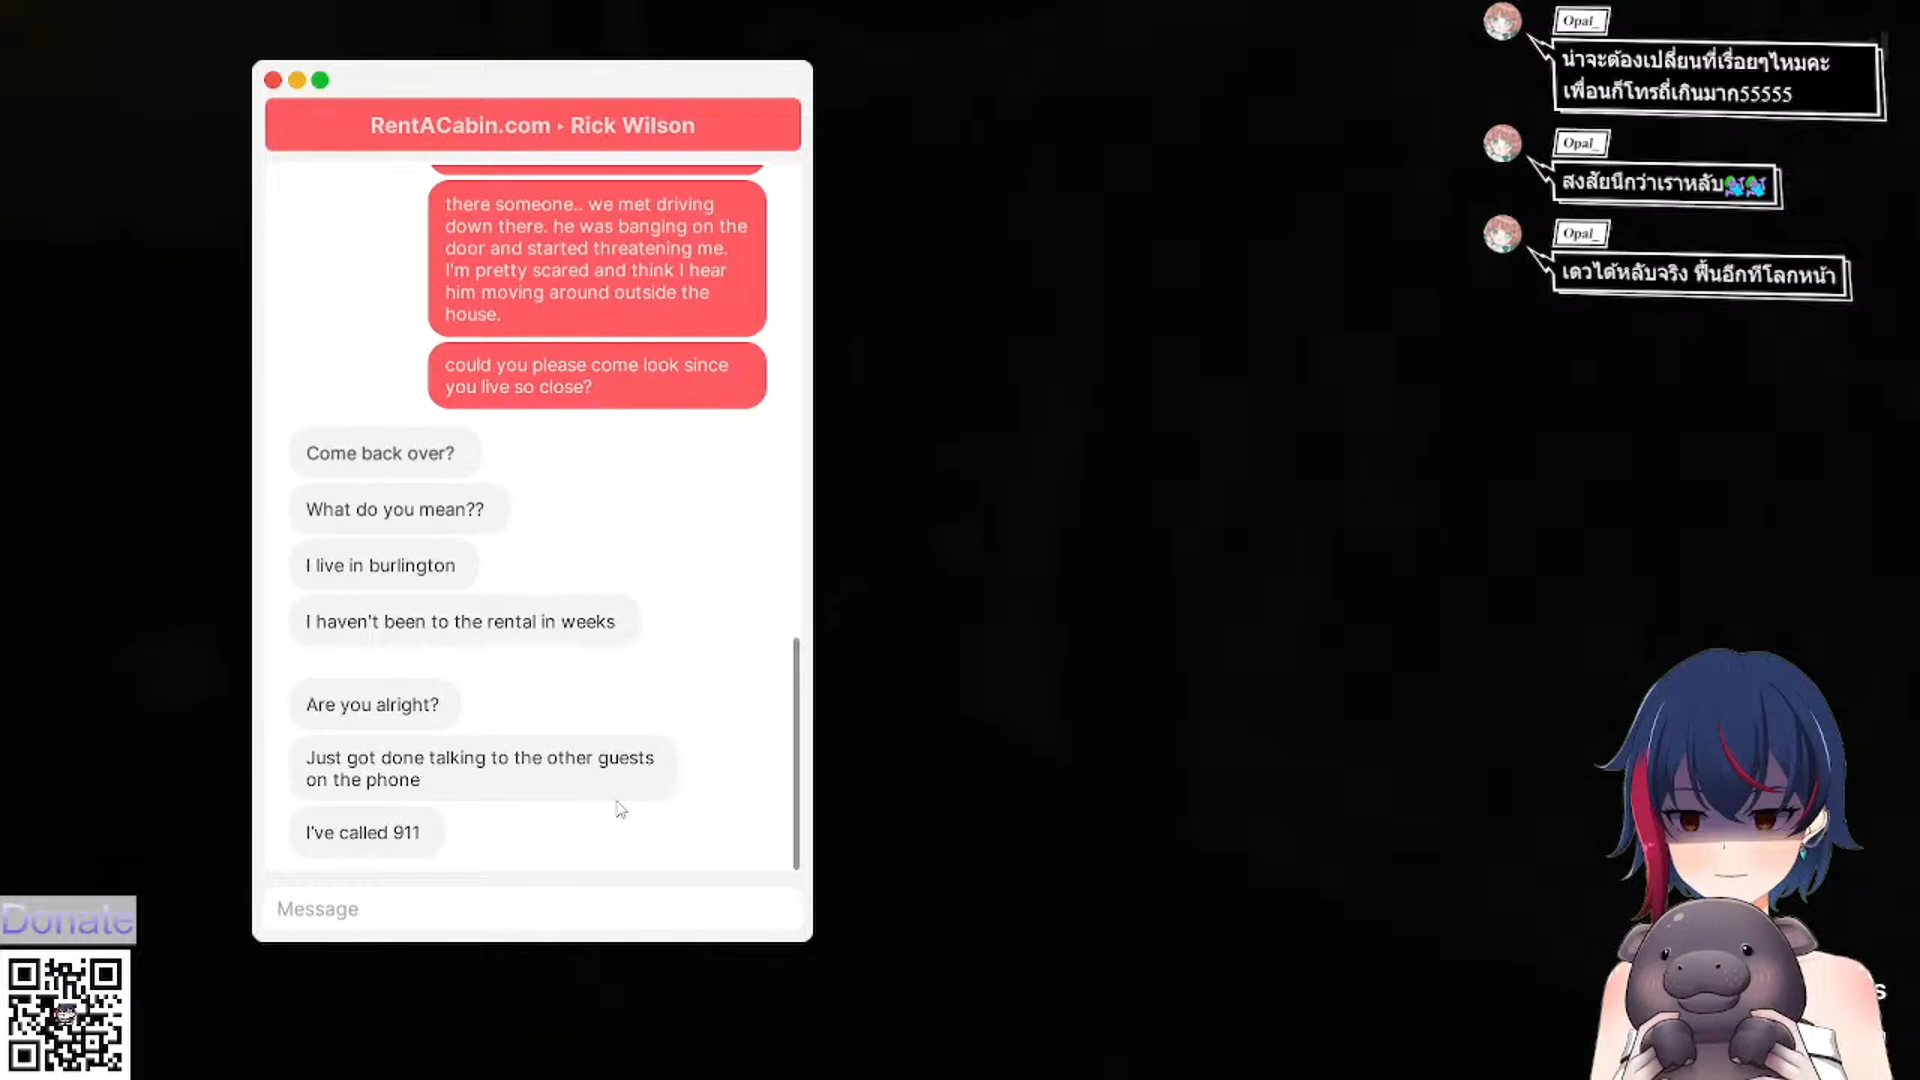 RentACabin.com ▸ Rick Wilson
there someone.. we met driving
down there. he was banging on the
door and started threatening me.
I'm pretty scared and think I hear
him moving around outside the
house.
could you please come look since
you live so close?
Come back over?
What do you mean??
I live in burlington
I haven't been to the rental in weeks
Are you alright?
Just got done talking to the other guests
on the phone
I've called 911
Message
Donate
Opal_
น่าจะต้องเปลี่ยนที่เรื่อยๆไหมคะ
เพื่อนก็โทรถี่เกินมาก55555
Opal_
สงสัยนึกว่าเราหลับ
Opal_
เดวได้หลับจริง ฟื้นอีกทีโลกหน้า